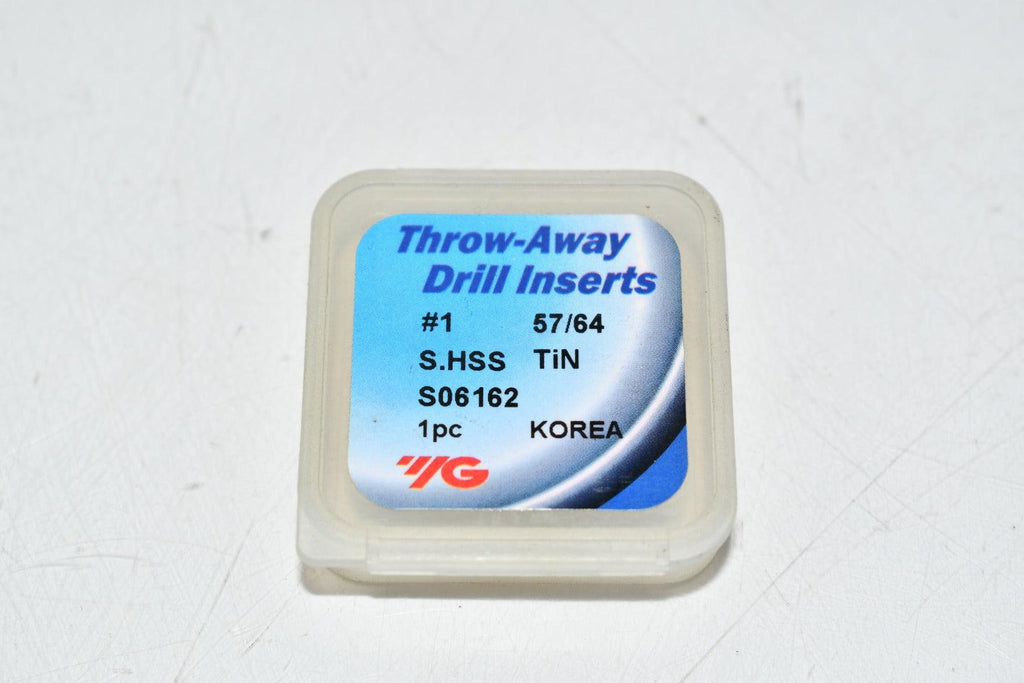 Throw-Away
Drill Inserts
#1 57/64
S.HSS TiN
S06162
1pc KOREA
YG